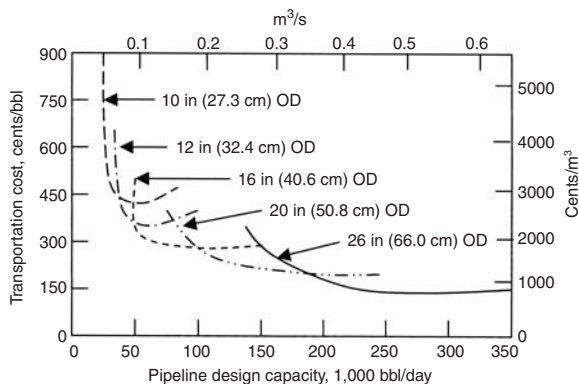 m³/s
0.1 0.2 0.3 0.4 0.5 0.6
900
750
600
450
300
150
0
Transportation cost, cents/bbl
10 in (27.3 cm) OD
12 in (32.4 cm) OD
16 in (40.6 cm) OD
20 in (50.8 cm) OD
26 in (66.0 cm) OD
5000
4000
3000
2000
1000
0
Cents/m³
0 50 100 150 200 250 300 350
Pipeline design capacity, 1,000 bbl/day